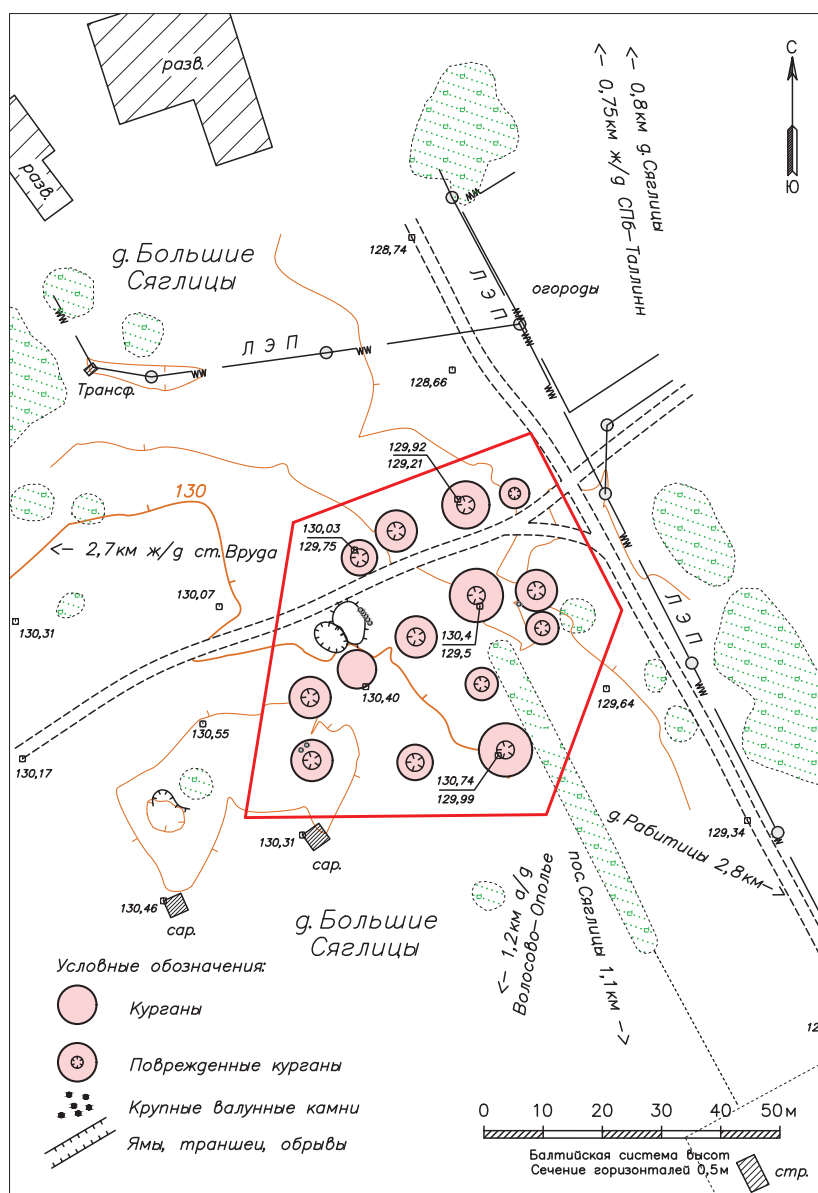 разв.
разв.
С
Ю
<- 0,8км д.Сяглицы
<- 0,75км ж/д СПб-Таллинн
128,74
д.Большие
Сяглицы
ЛЭП
огороды
ЛЭП
Трансф.
128,66
129,92
129,21
130
130,03
129,75
<- 2,7км ж/д ст.Вруда
130,07
130,31
ЛЭП
130,4
129,5
130,40
129,64
130,55
130,17
130,74
129,99
129,34
д.Рабитицы 2,8км->
130,31
сар.
130,46
сар.
д.Большие
Сяглицы
<- 1,2км а/д
Волосово-Ополье
пос.Сяглицы 1,1км ->
Условные обозначения:
Курганы
Поврежденные курганы
Крупные валунные камни
Ямы, траншеи, обрывы
0 10 20 30 40 50м
Балтийская система высот
Сечение горизонталей 0,5м
стр.